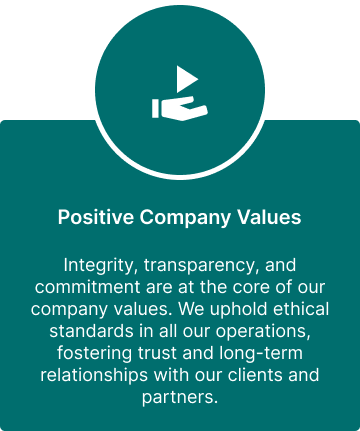 Positive Company Values
Integrity, transparency, and
commitment are at the core of our
company values. We uphold ethical
standards in all our operations,
fostering trust and long-term
relationships with our clients and
partners.